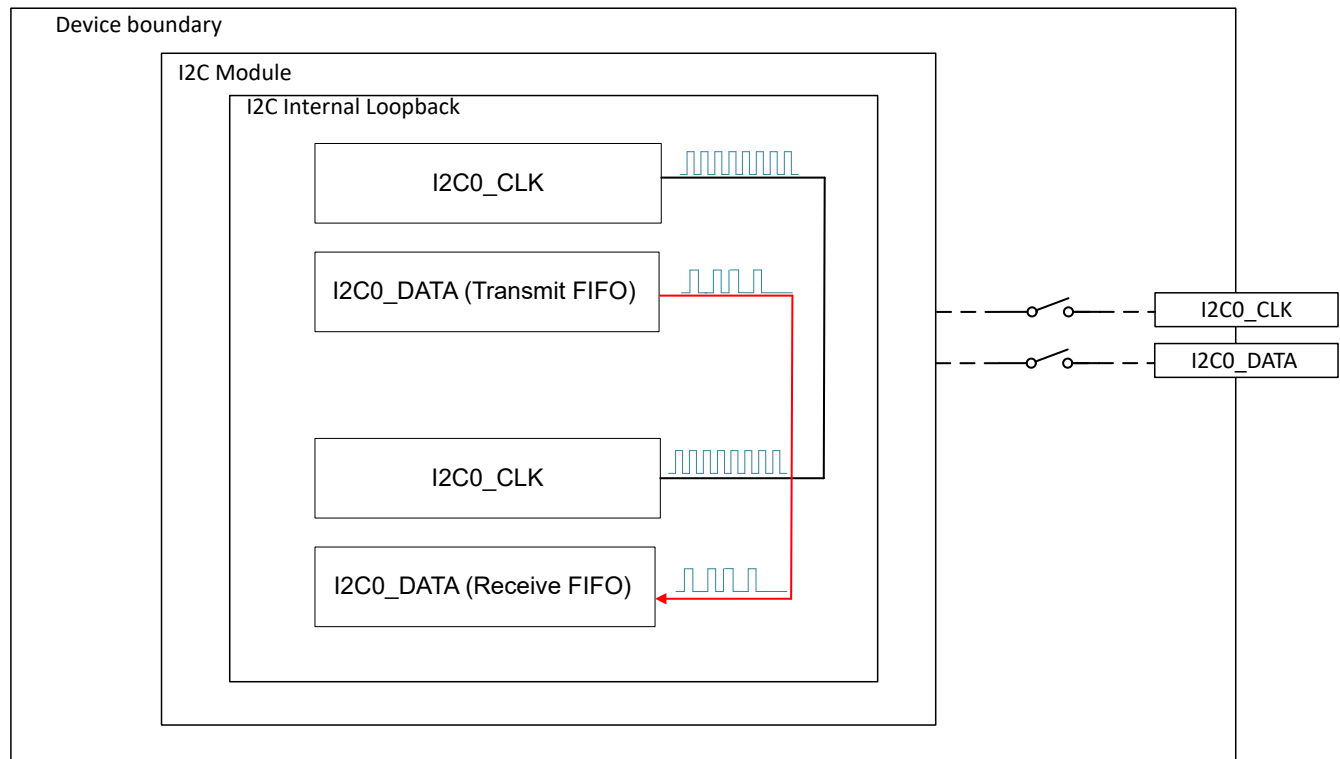 Device boundary
I2C Module
I2C Internal Loopback
I2C0_CLK
I2C0_DATA (Transmit FIFO)
I2C0_CLK
I2C0_DATA
I2C0_CLK
I2C0_DATA (Receive FIFO)